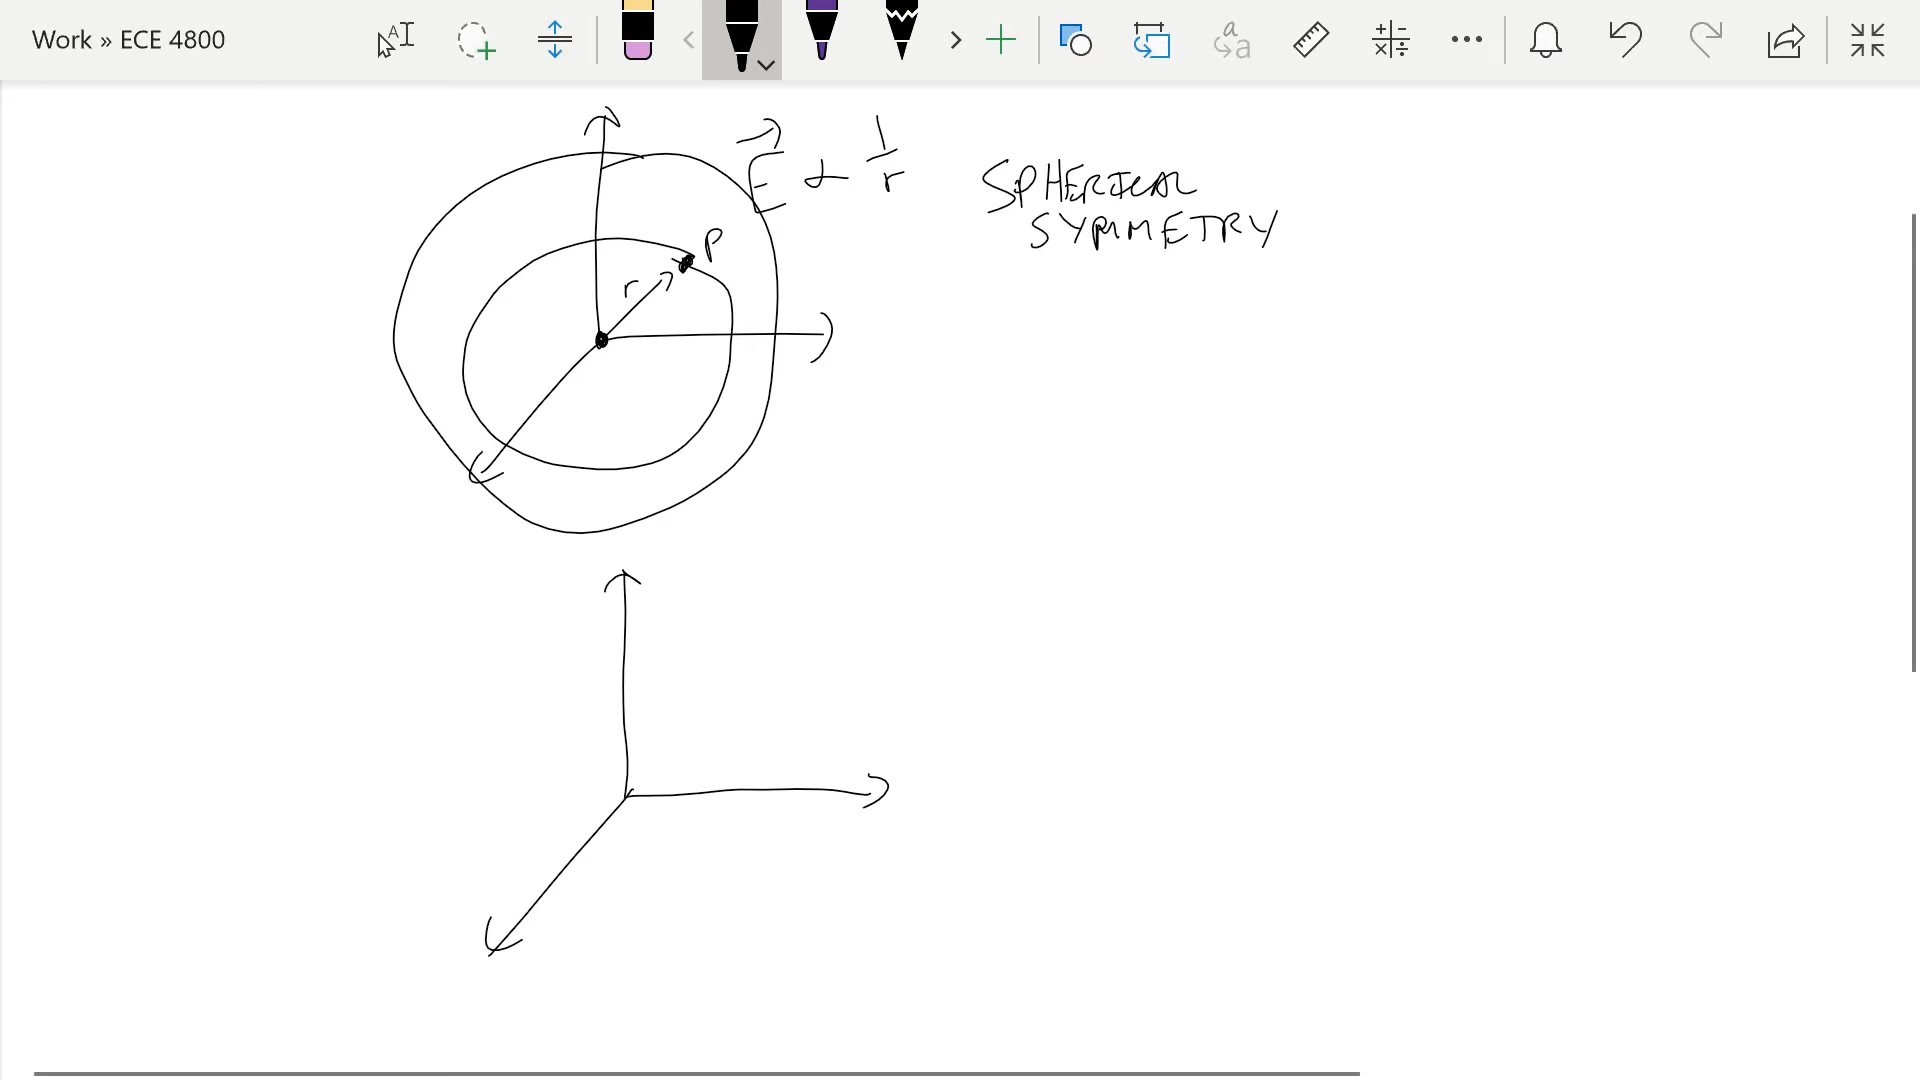 Work » ECE 4800
E ∝ 1/r
SPHERICAL
SYMMETRY
P
r